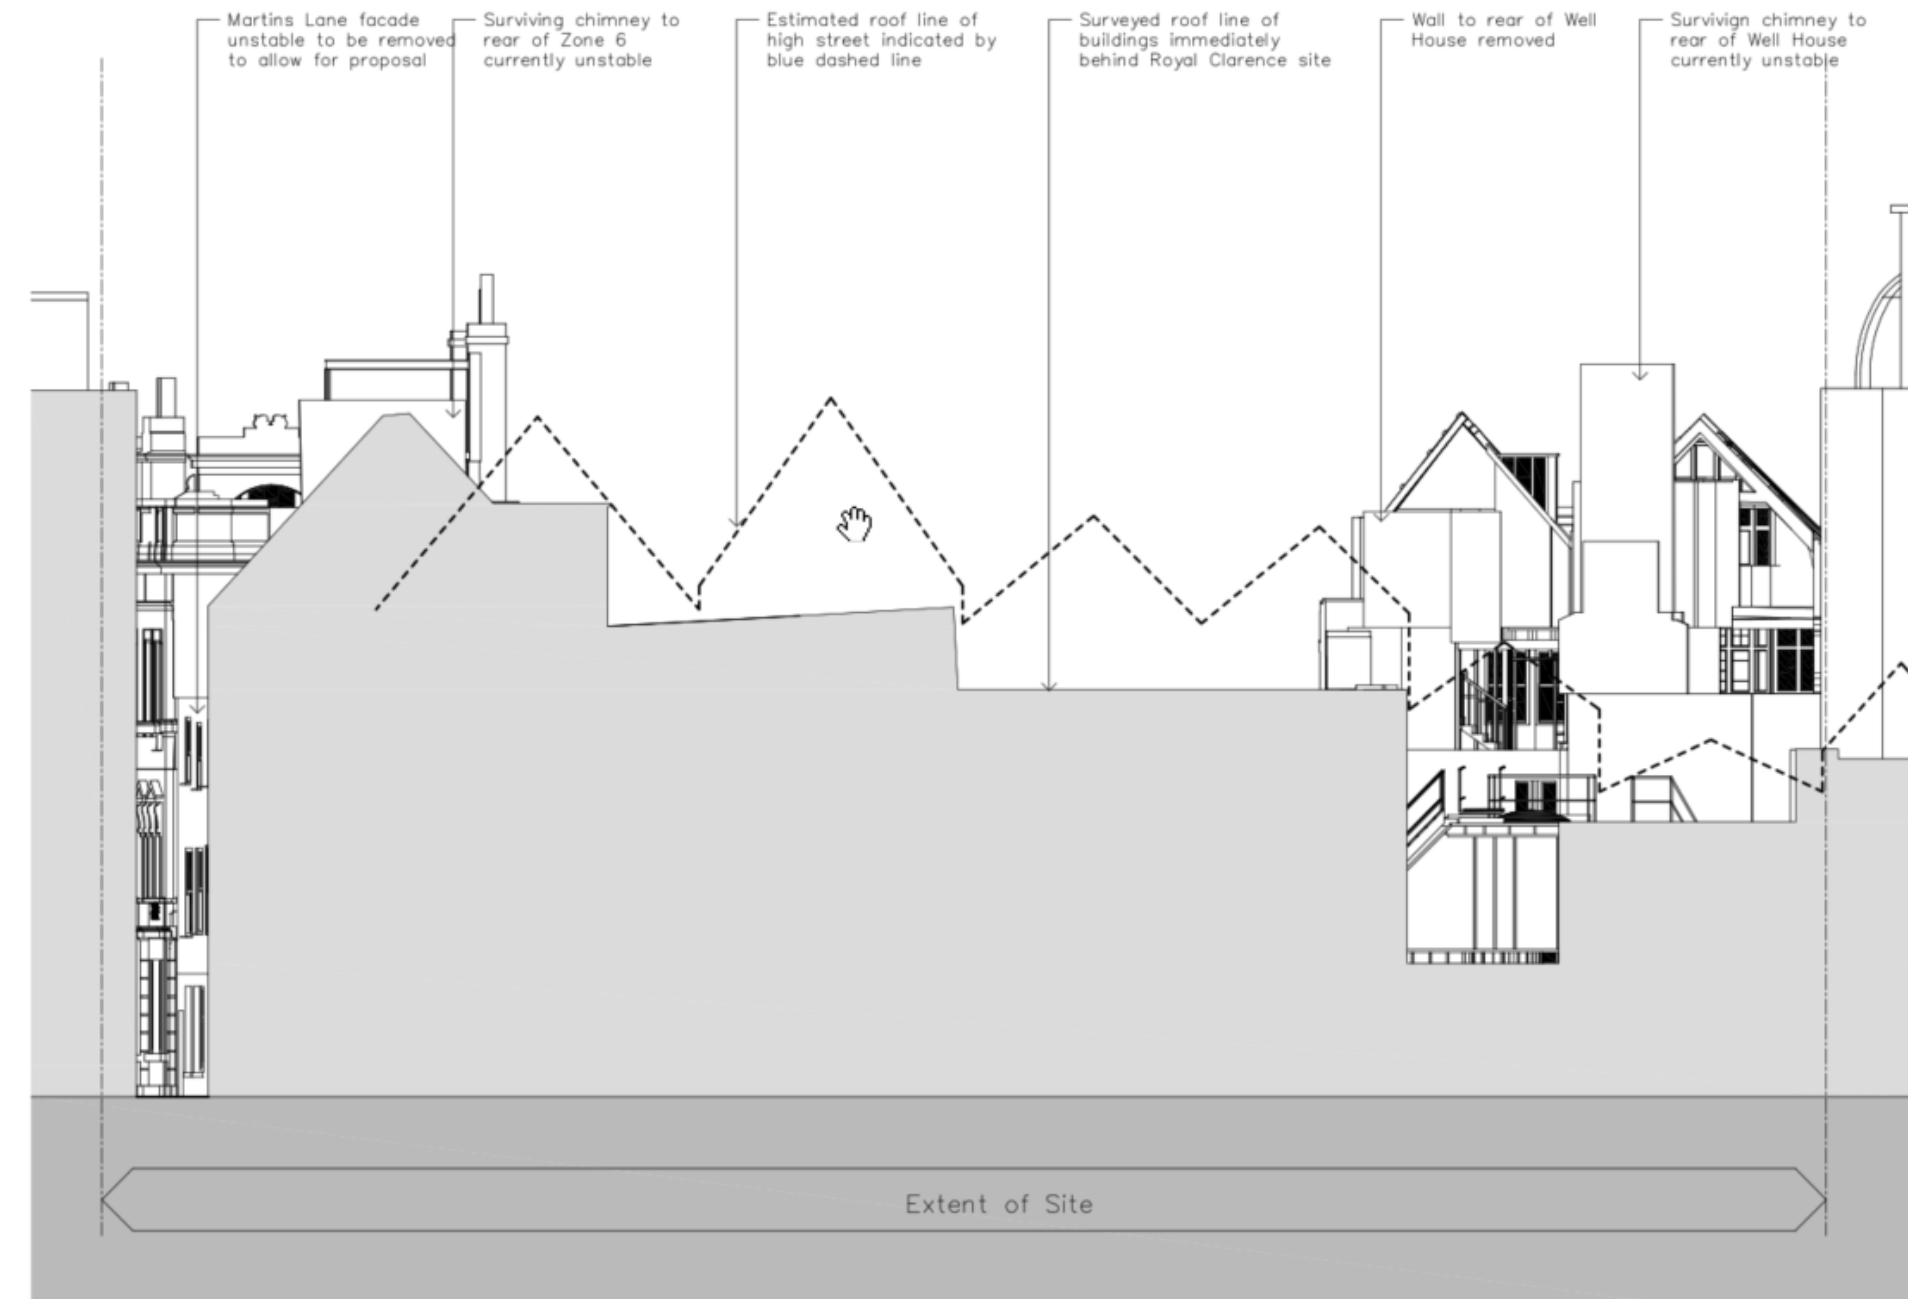 Martins Lane facade
unstable to be removed
to allow for proposal
Surviving chimney to
rear of Zone 6
currently unstable
Estimated roof line of
high street indicated by
blue dashed line
Surveyed roof line of
buildings immediately
behind Royal Clarence site
Wall to rear of Well
House removed
Survivign chimney to
rear of Well House
currently unstable
Extent of Site